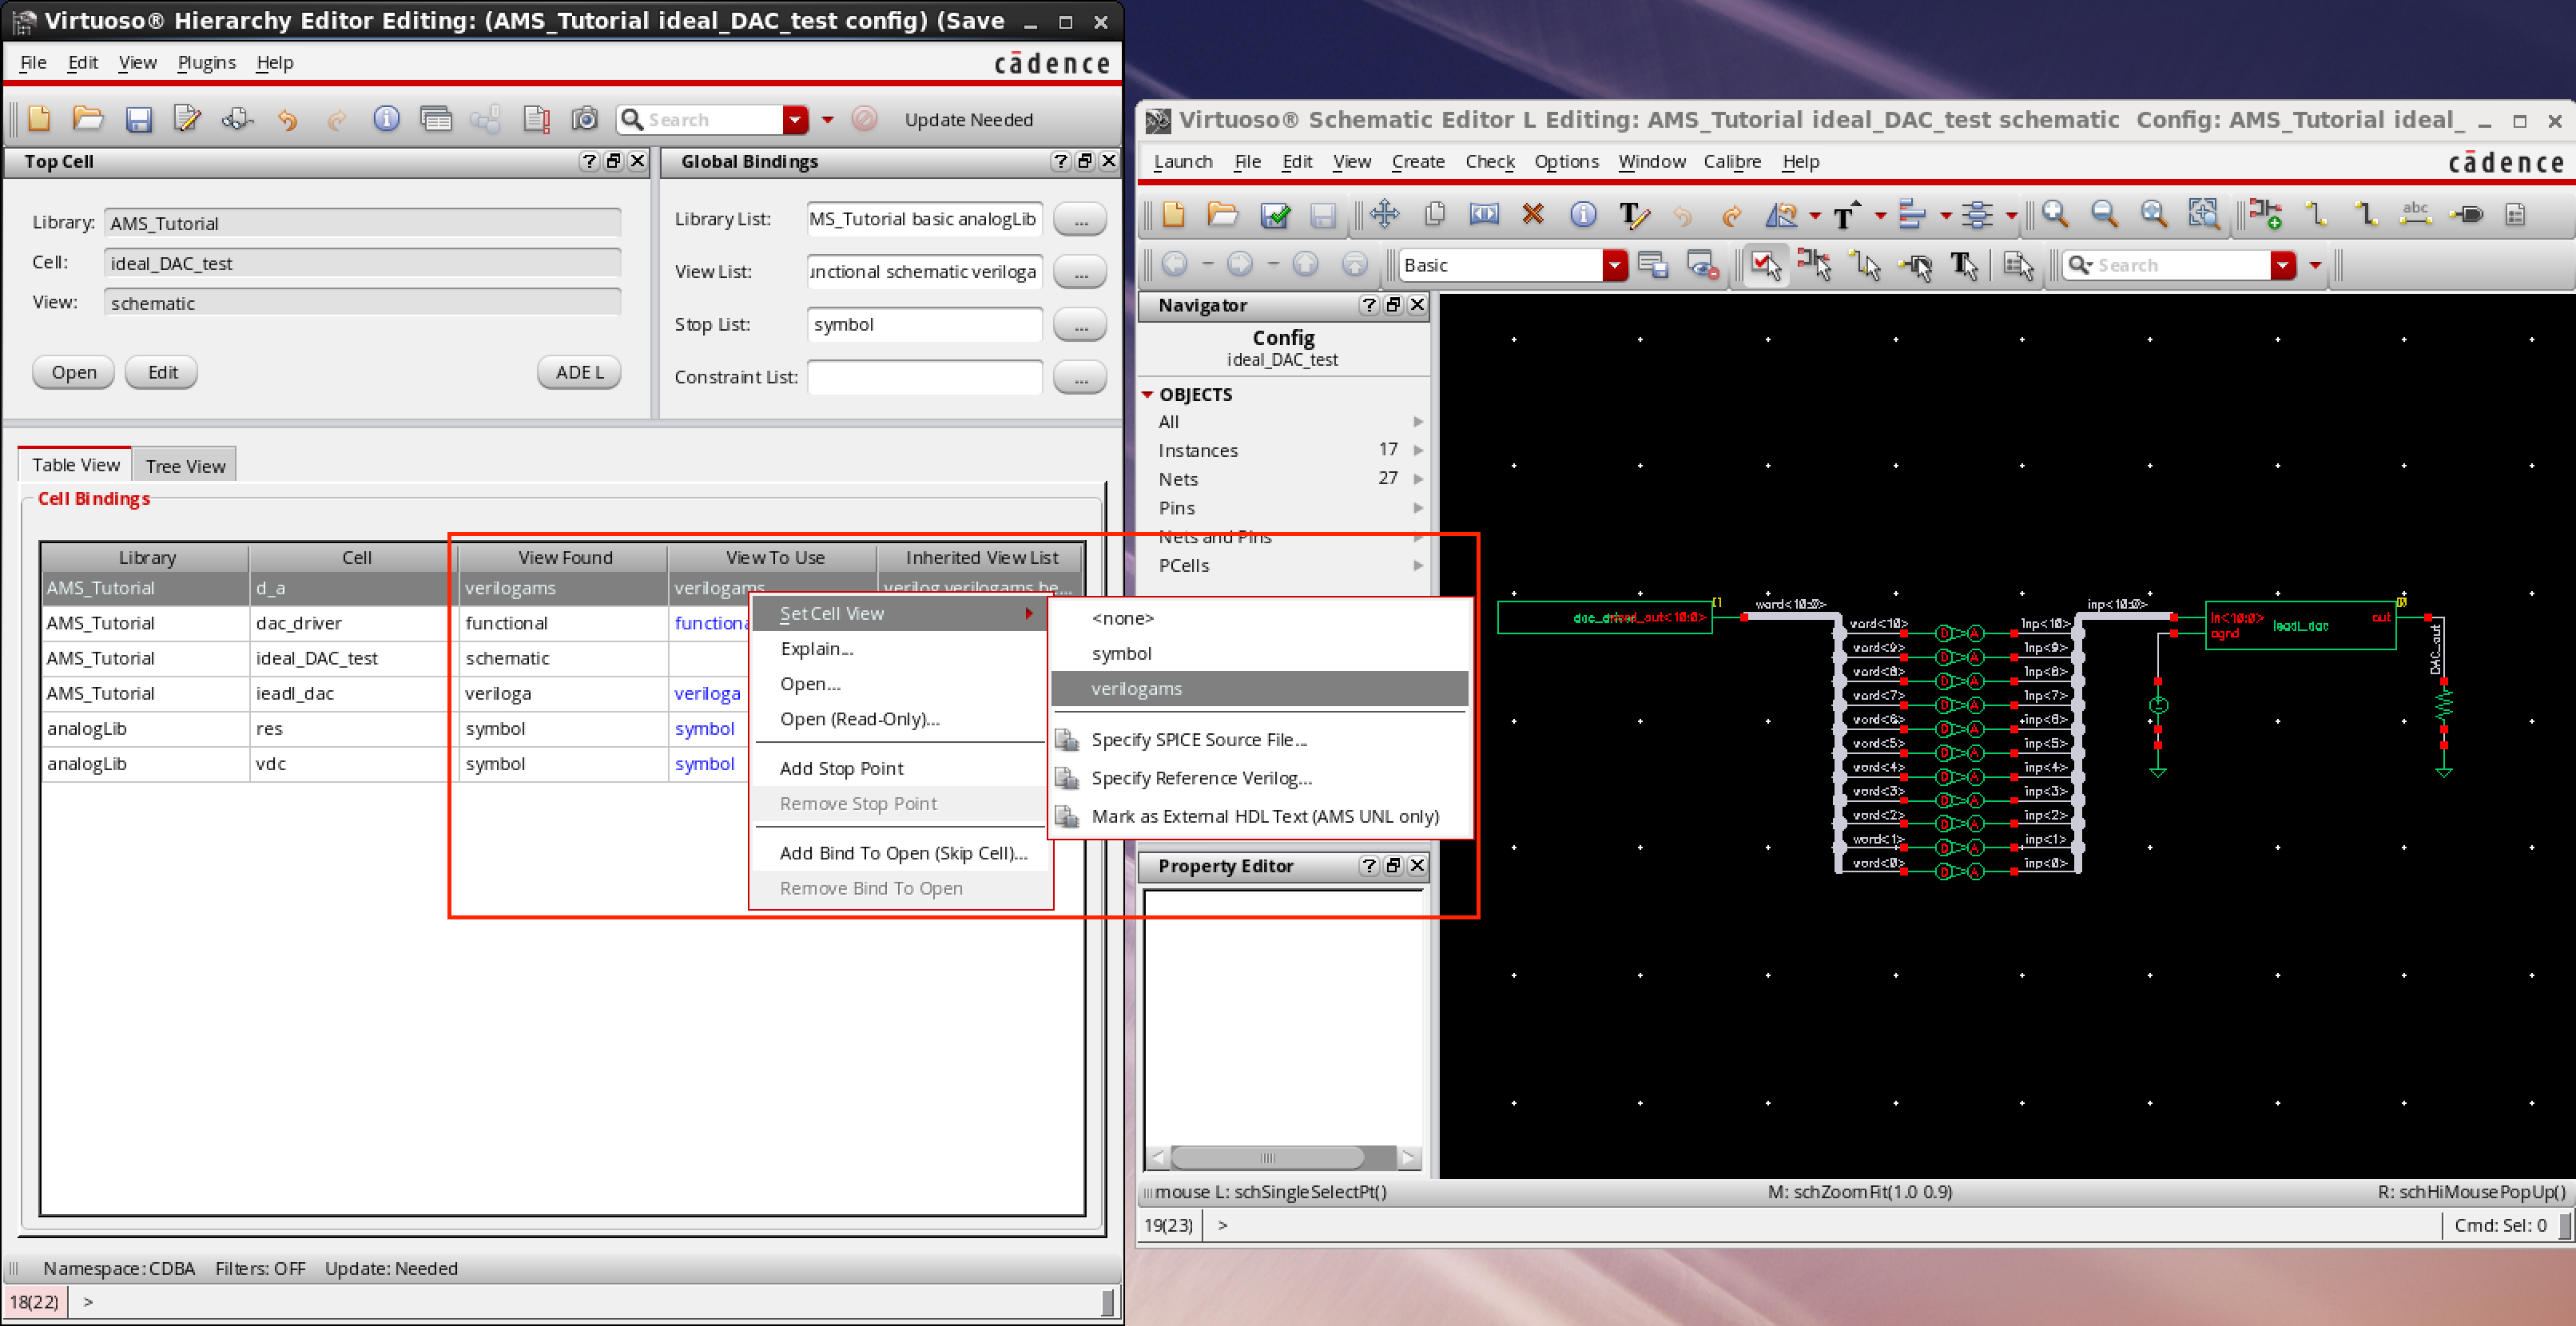 Virtuoso® Hierarchy Editor Editing: (AMS_Tutorial ideal_DAC_test config) (Save
File Edit View Plugins Help
cādence
Search
Update Needed
Top Cell
Library: AMS_Tutorial
Cell: ideal_DAC_test
View: schematic
Open Edit ADE L
Global Bindings
Library List: MS_Tutorial basic analogLib ...
View List: unctional schematic veriloga ...
Stop List: symbol ...
Constraint List: ...
Table View Tree View
Cell Bindings
Library Cell View Found View To Use Inherited View List
AMS_Tutorial d_a verilogams verilogams verilog verilogams be...
AMS_Tutorial dac_driver functional functiona
AMS_Tutorial ideal_DAC_test schematic
AMS_Tutorial ieadl_dac veriloga veriloga
analogLib res symbol symbol
analogLib vdc symbol symbol
Set Cell View
Explain...
Open...
Open (Read-Only)...
Add Stop Point
Remove Stop Point
Add Bind To Open (Skip Cell)...
Remove Bind To Open
<none>
symbol
verilogams
Specify SPICE Source File...
Specify Reference Verilog...
Mark as External HDL Text (AMS UNL only)
Namespace: CDBA Filters: OFF Update: Needed
18(22) >
Virtuoso® Schematic Editor L Editing: AMS_Tutorial ideal_DAC_test schematic Config: AMS_Tutorial ideal_
Launch File Edit View Create Check Options Window Calibre Help
cādence
abc
Basic
Search
Navigator
Config
ideal_DAC_test
OBJECTS
All
Instances 17
Nets 27
Pins
Nets and Pins
PCells
Property Editor
word<10:0>
word<10>
word<9>
word<8>
word<7>
word<6>
word<5>
word<4>
word<3>
word<2>
word<1>
word<0>
D A
D A
D A
D A
D A
D A
D A
D A
D A
D A
D A
inp<10:0>
inp<10>
inp<9>
inp<8>
inp<7>
inp<6>
inp<5>
inp<4>
inp<3>
inp<2>
inp<1>
inp<0>
in<10:0>
agnd
ieadl_dac
out
DAC_out
mouse L: schSingleSelectPt() M: schZoomFit(1.0 0.9) R: schHiMousePopUp()
19(23) > Cmd: Sel: 0